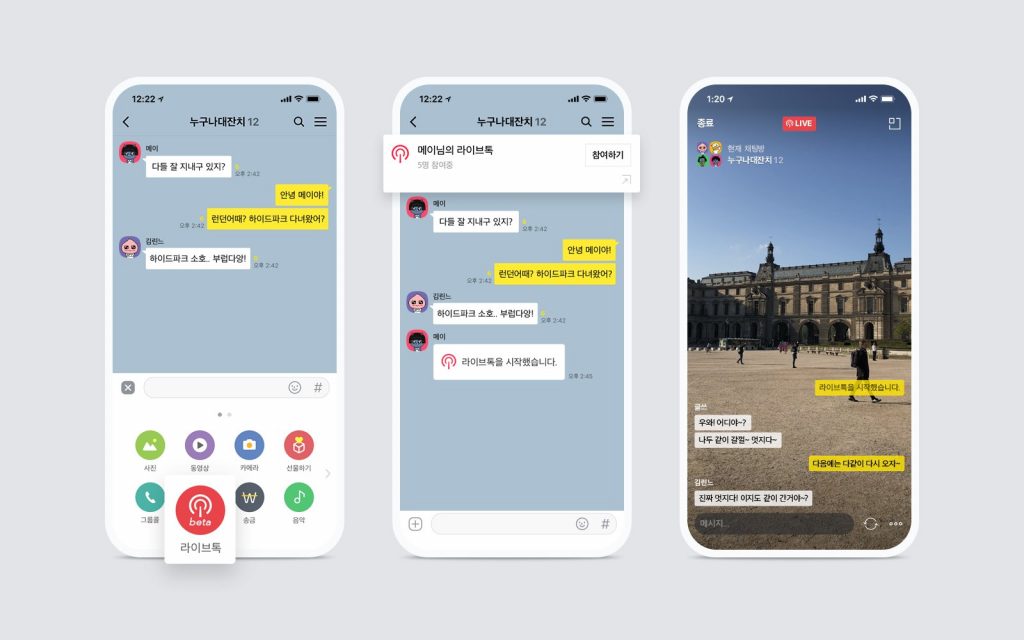 12:22
누구나대잔치 12
메이
다들 잘 지내구 있지?
오후 2:42
안녕 메이야!
런던어때? 하이드파크 다녀왔어?
오후 2:42
김린느
하이드파크 소호.. 부럽다앙!
오후 2:42
#
사진
동영상
카메라
선물하기
그룹콜
beta
라이브톡
송금
음악
12:22
누구나대잔치 12
메이님의 라이브톡
5명 참여중
참여하기
메이
다들 잘 지내구 있지?
오후 2:42
안녕 메이야!
런던어때? 하이드파크 다녀왔어?
오후 2:42
김린느
하이드파크 소호.. 부럽다앙!
오후 2:42
메이
라이브톡을 시작했습니다.
오후 2:45
#
1:20
종료
LIVE
현재 채팅방
누구나대잔치 12
라이브톡을 시작했습니다.
글쓰
우와! 어디야~?
나두 같이 갈껄~ 멋지다~
다음에는 다같이 다시 오자~
김린느
진짜 멋지다! 이지도 같이 간거야~?
메시지...